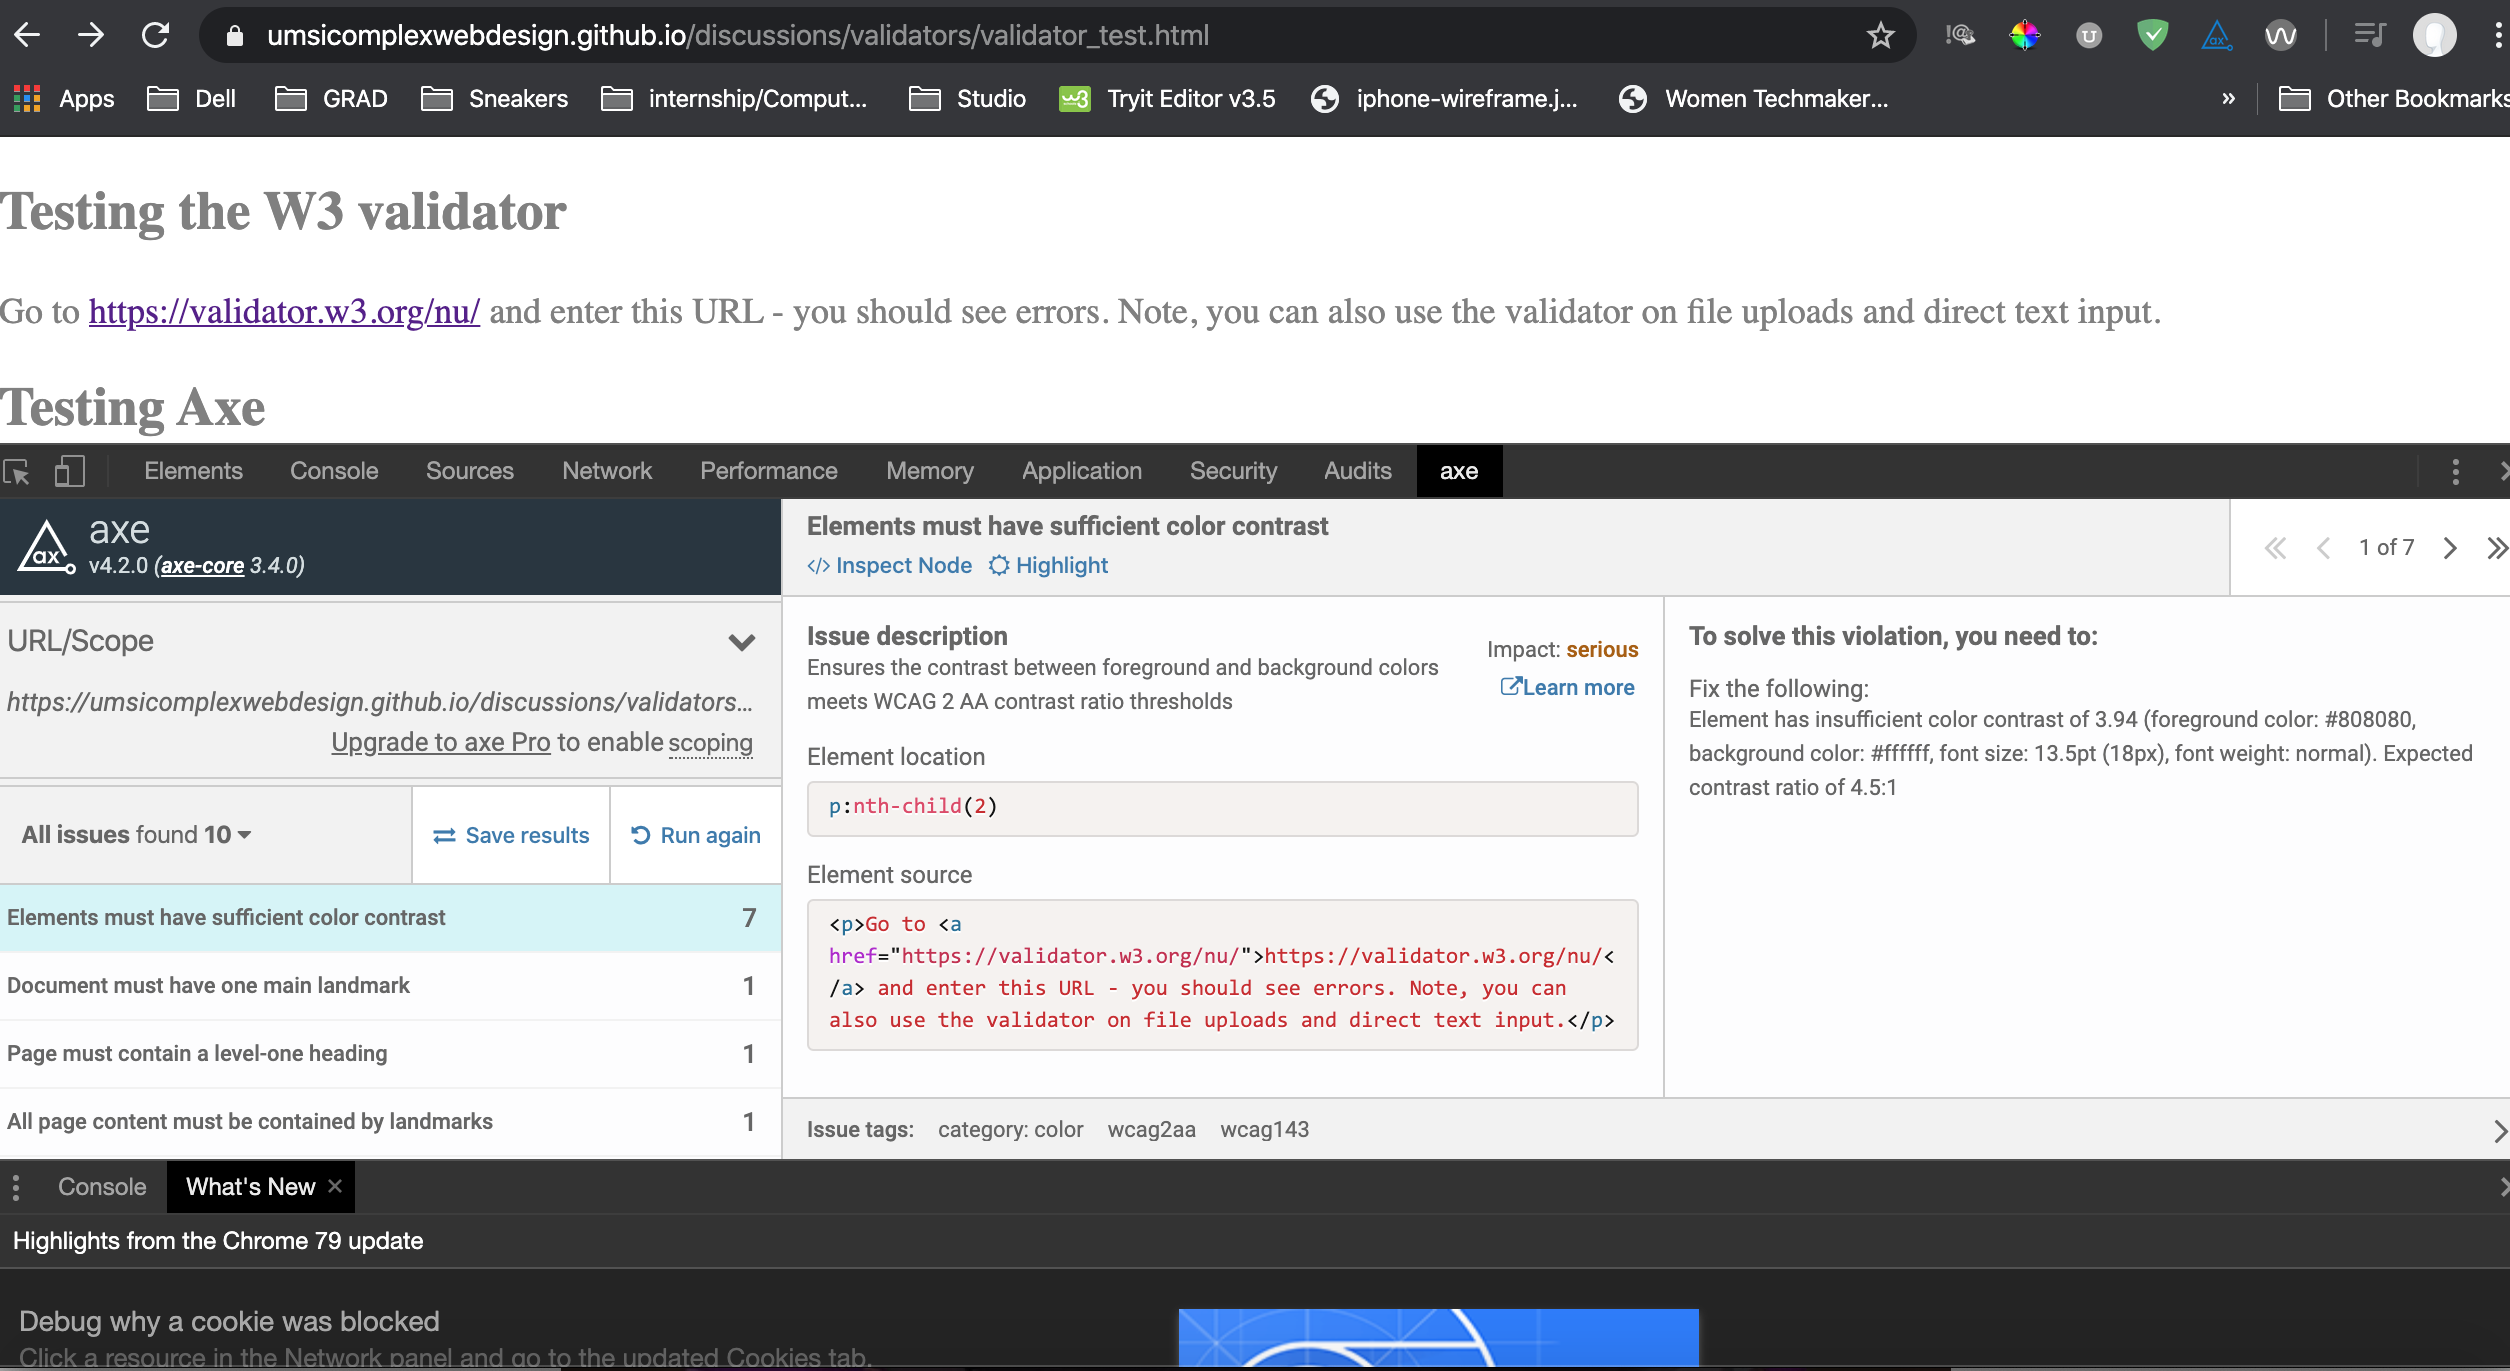 umsicomplexwebdesign.github.io/discussions/validators/validator_test.html
Apps Dell GRAD Sneakers internship/Comput... Studio w3 Tryit Editor v3.5 iphone-wireframe.j... Women Techmaker... » Other Bookmarks
Testing the W3 validator
Go to https://validator.w3.org/nu/ and enter this URL - you should see errors. Note, you can also use the validator on file uploads and direct text input.
Testing Axe
Elements Console Sources Network Performance Memory Application Security Audits axe
axe
v4.2.0 (axe-core 3.4.0)
URL/Scope
https://umsicomplexwebdesign.github.io/discussions/validators...
Upgrade to axe Pro to enable scoping
All issues found 10 Save results Run again
Elements must have sufficient color contrast 7
Document must have one main landmark 1
Page must contain a level-one heading 1
All page content must be contained by landmarks 1
Elements must have sufficient color contrast
</> Inspect Node Highlight
1 of 7
Issue description
Ensures the contrast between foreground and background colors
meets WCAG 2 AA contrast ratio thresholds
Impact: serious
Learn more
Element location
p:nth-child(2)
Element source
<p>Go to <a
href="https://validator.w3.org/nu/">https://validator.w3.org/nu/<
/a> and enter this URL - you should see errors. Note, you can
also use the validator on file uploads and direct text input.</p>
To solve this violation, you need to:
Fix the following:
Element has insufficient color contrast of 3.94 (foreground color: #808080,
background color: #ffffff, font size: 13.5pt (18px), font weight: normal). Expected
contrast ratio of 4.5:1
Issue tags: category: color wcag2aa wcag143
Console What's New ×
Highlights from the Chrome 79 update
Debug why a cookie was blocked
Click a resource in the Network panel and go to the updated Cookies tab.